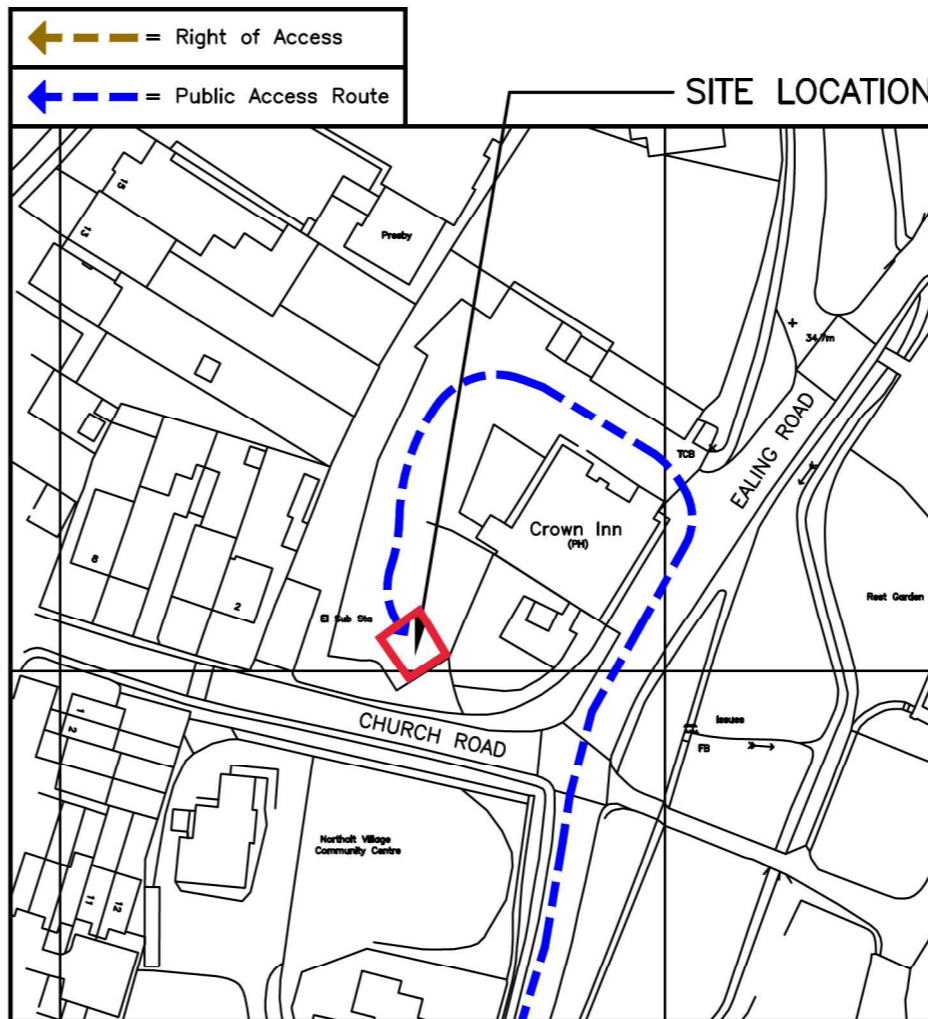 = Right of Access
= Public Access Route
SITE LOCATION
15
13
Presby
34.7m
TCB
EALING ROAD
Crown Inn
(PH)
8
2
El Sub Sta
Rest Garden
CHURCH ROAD
1
2
Issues
FB
Northolt Village
Community Centre
11
12